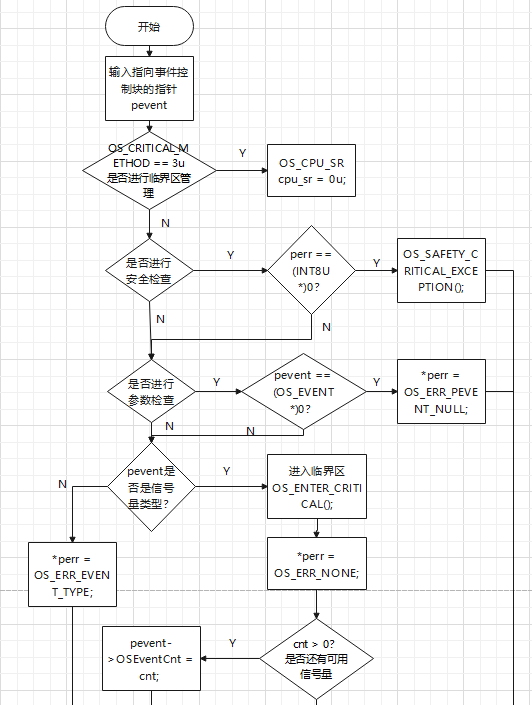 开始
输入指向事件控
制块的指针
pevent
OS_CRITICAL_M
ETHOD == 3u
是否进行临界区管
理
Y
OS_CPU_SR
cpu_sr = 0u;
N
是否进行
安全检查
Y
perr ==
(INT8U
*)0?
Y
OS_SAFETY_C
RITICAL_EXCE
PTION();
N
N
是否进行
参数检查
Y
pevent ==
(OS_EVENT
*)0?
Y
*perr =
OS_ERR_PEVE
NT_NULL;
N
N
pevent是
否是信号
量类型?
N
Y
进入临界区
OS_ENTER_CRITI
CAL();
*perr =
OS_ERR_EVEN
T_TYPE;
*perr =
OS_ERR_NONE;
cnt > 0?
是否还有可用
信号量
Y
pevent-
>OSEventCnt =
cnt;